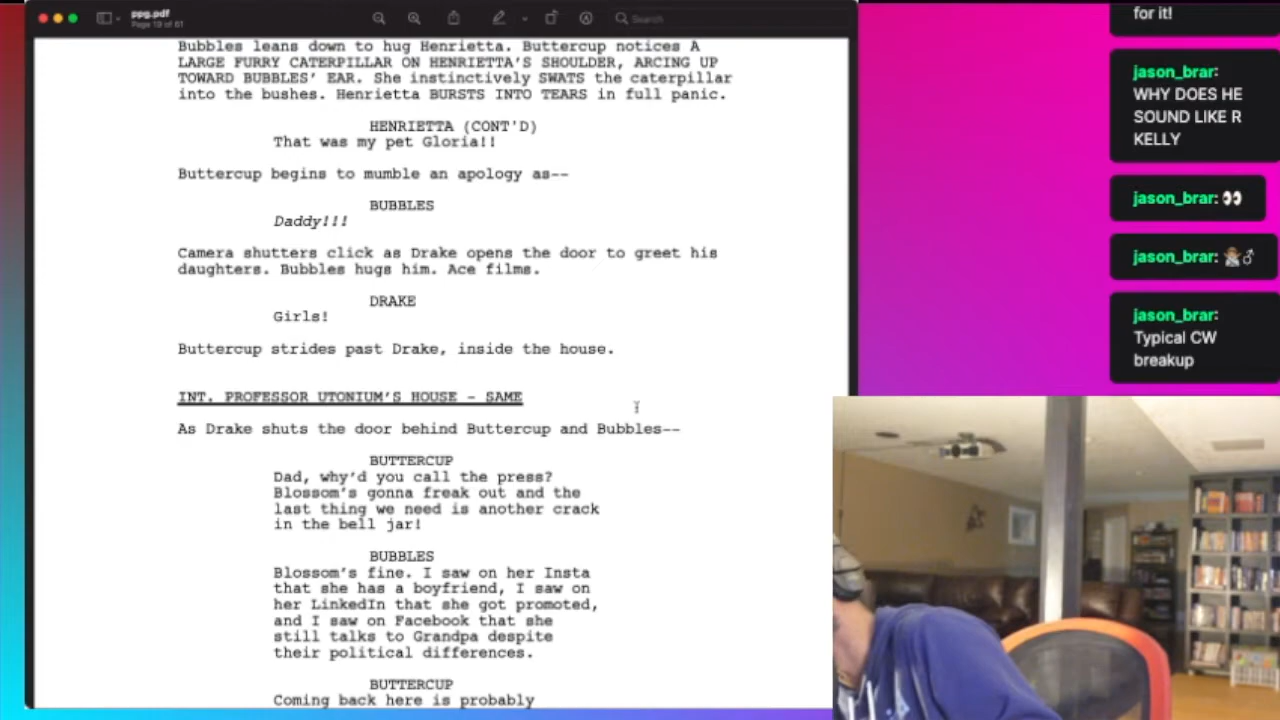 ppg.pdf
Page 19 of 61
Search
Bubbles leans down to hug Henrietta. Buttercup notices A
LARGE FURRY CATERPILLAR ON HENRIETTA'S SHOULDER, ARCING UP
TOWARD BUBBLES' EAR. She instinctively SWATS the caterpillar
into the bushes. Henrietta BURSTS INTO TEARS in full panic.
HENRIETTA (CONT'D)
That was my pet Gloria!!
Buttercup begins to mumble an apology as--
BUBBLES
Daddy!!!
Camera shutters click as Drake opens the door to greet his
daughters. Bubbles hugs him. Ace films.
DRAKE
Girls!
Buttercup strides past Drake, inside the house.
INT. PROFESSOR UTONIUM'S HOUSE - SAME
As Drake shuts the door behind Buttercup and Bubbles--
BUTTERCUP
Dad, why'd you call the press?
Blossom's gonna freak out and the
last thing we need is another crack
in the bell jar!
BUBBLES
Blossom's fine. I saw on her Insta
that she has a boyfriend, I saw on
her LinkedIn that she got promoted,
and I saw on Facebook that she
still talks to Grandpa despite
their political differences.
BUTTERCUP
Coming back here is probably
for it!
jason_brar:
WHY DOES HE
SOUND LIKE R
KELLY
jason_brar: 👀
jason_brar:
jason_brar:
Typical CW
breakup